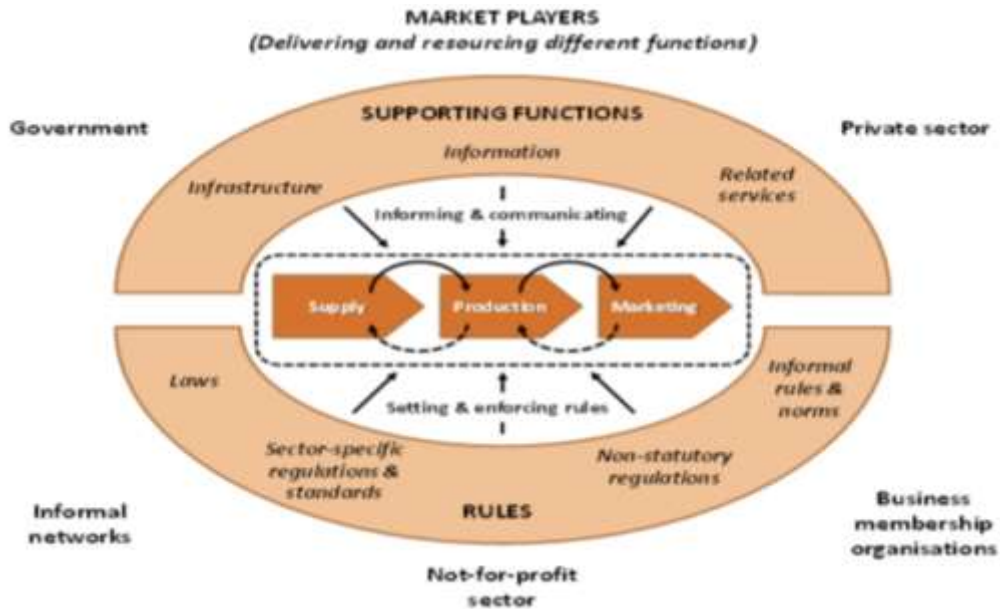 MARKET PLAYERS
(Delivering and resourcing different functions)
Government
Private sector
SUPPORTING FUNCTIONS
Information
Infrastructure
Related
services
Informing & communicating
Supply
Production
Marketing
Laws
Informal
rules &
norms
Setting & enforcing rules
Sector-specific
regulations &
standards
Non-statutory
regulations
RULES
Informal
networks
Business
membership
organisations
Not-for-profit
sector